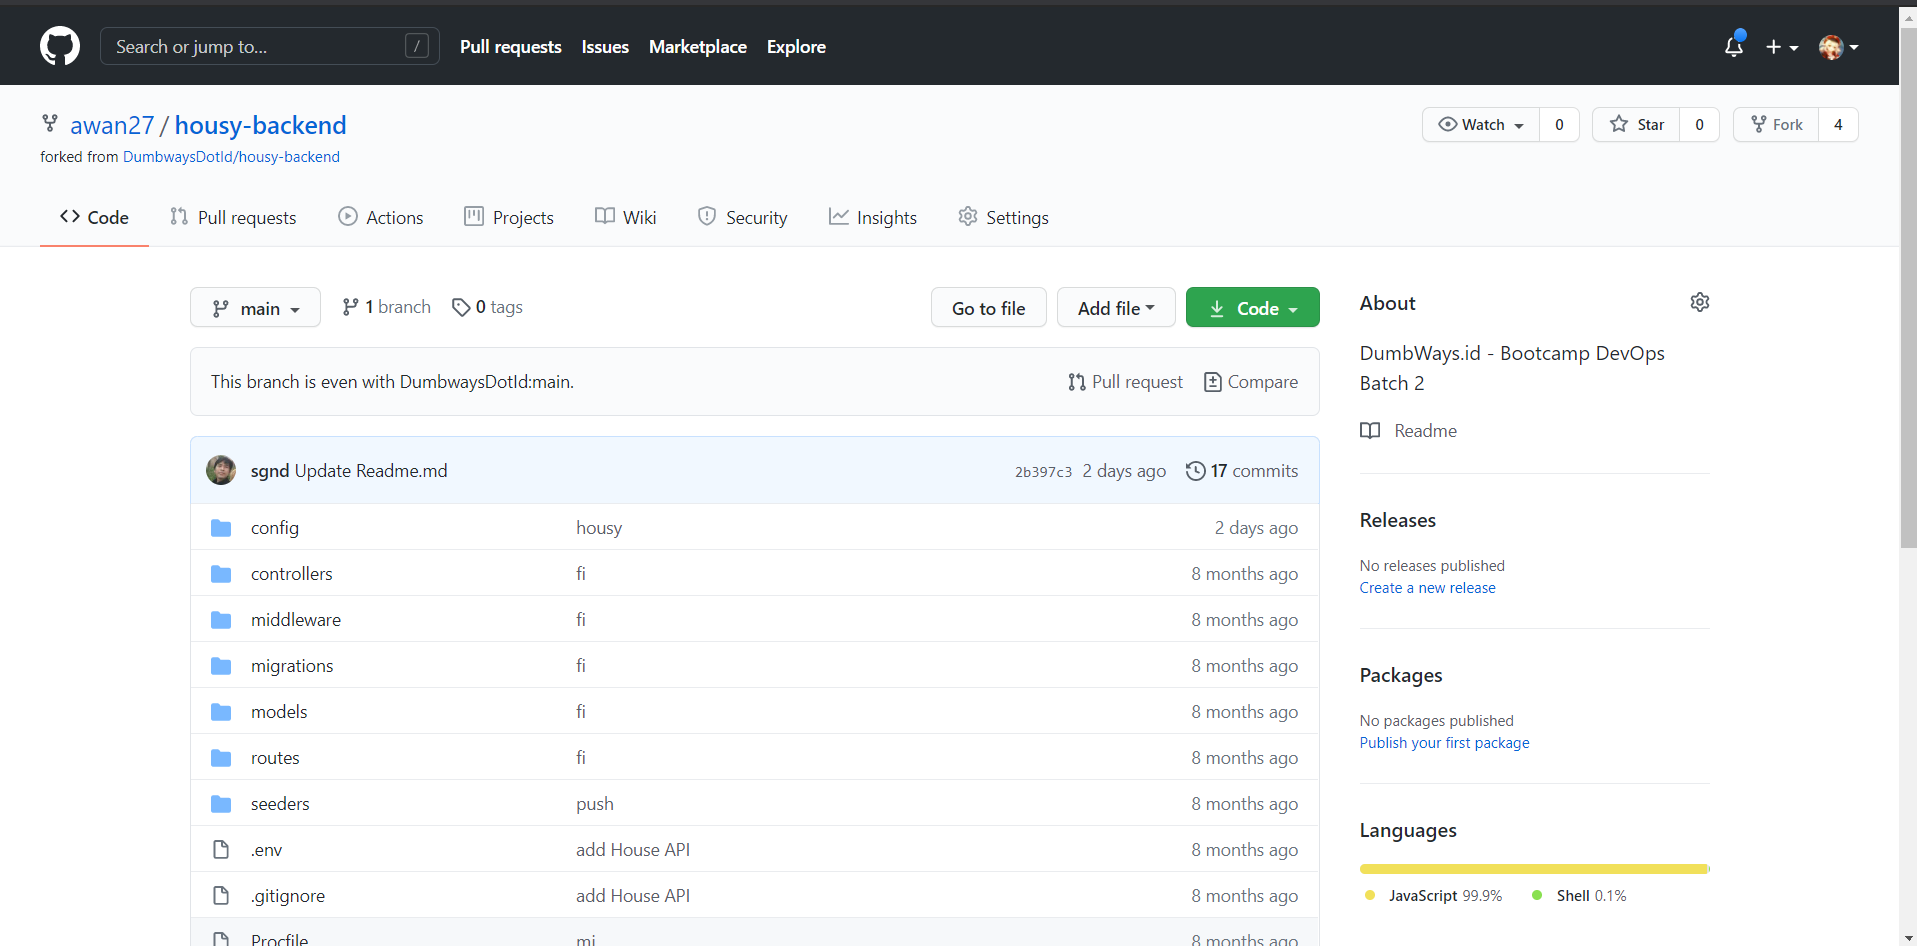 Search or jump to... /
Pull requests Issues Marketplace Explore
awan27 / housy-backend
forked from DumbwaysDotId/housy-backend
Watch 0 Star 0 Fork 4
Code Pull requests Actions Projects Wiki Security Insights Settings
main 1 branch 0 tags Go to file Add file Code
This branch is even with DumbwaysDotId:main. Pull request Compare
sgnd Update Readme.md 2b397c3 2 days ago 17 commits
config housy 2 days ago
controllers fi 8 months ago
middleware fi 8 months ago
migrations fi 8 months ago
models fi 8 months ago
routes fi 8 months ago
seeders push 8 months ago
.env add House API 8 months ago
.gitignore add House API 8 months ago
Procfile mi 8 months ago
About
DumbWays.id - Bootcamp DevOps
Batch 2
Readme
Releases
No releases published
Create a new release
Packages
No packages published
Publish your first package
Languages
JavaScript 99.9% Shell 0.1%